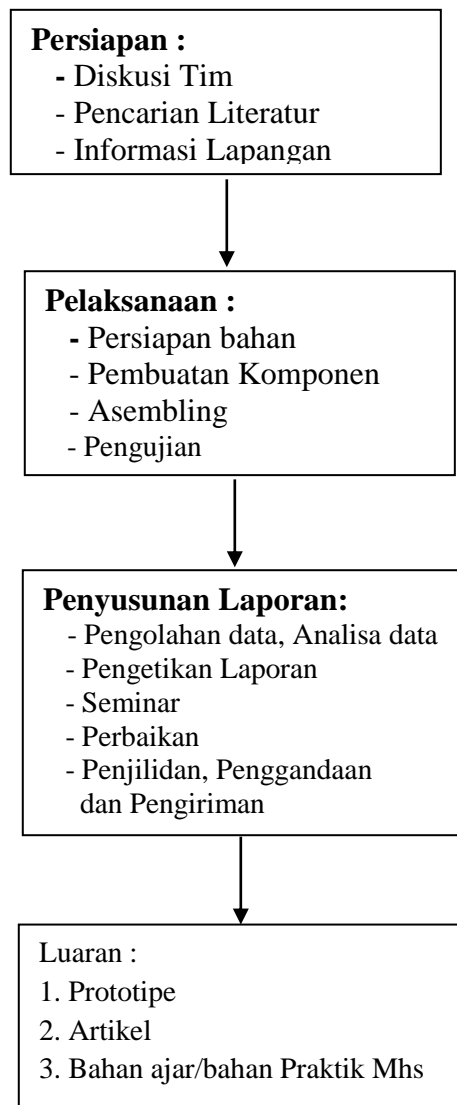 Persiapan :
- Diskusi Tim
- Pencarian Literatur
- Informasi Lapangan
Pelaksanaan :
- Persiapan bahan
- Pembuatan Komponen
- Asembling
- Pengujian
Penyusunan Laporan:
- Pengolahan data, Analisa data
- Pengetikan Laporan
- Seminar
- Perbaikan
- Penjilidan, Penggandaan
dan Pengiriman
Luaran :
1. Prototipe
2. Artikel
3. Bahan ajar/bahan Praktik Mhs